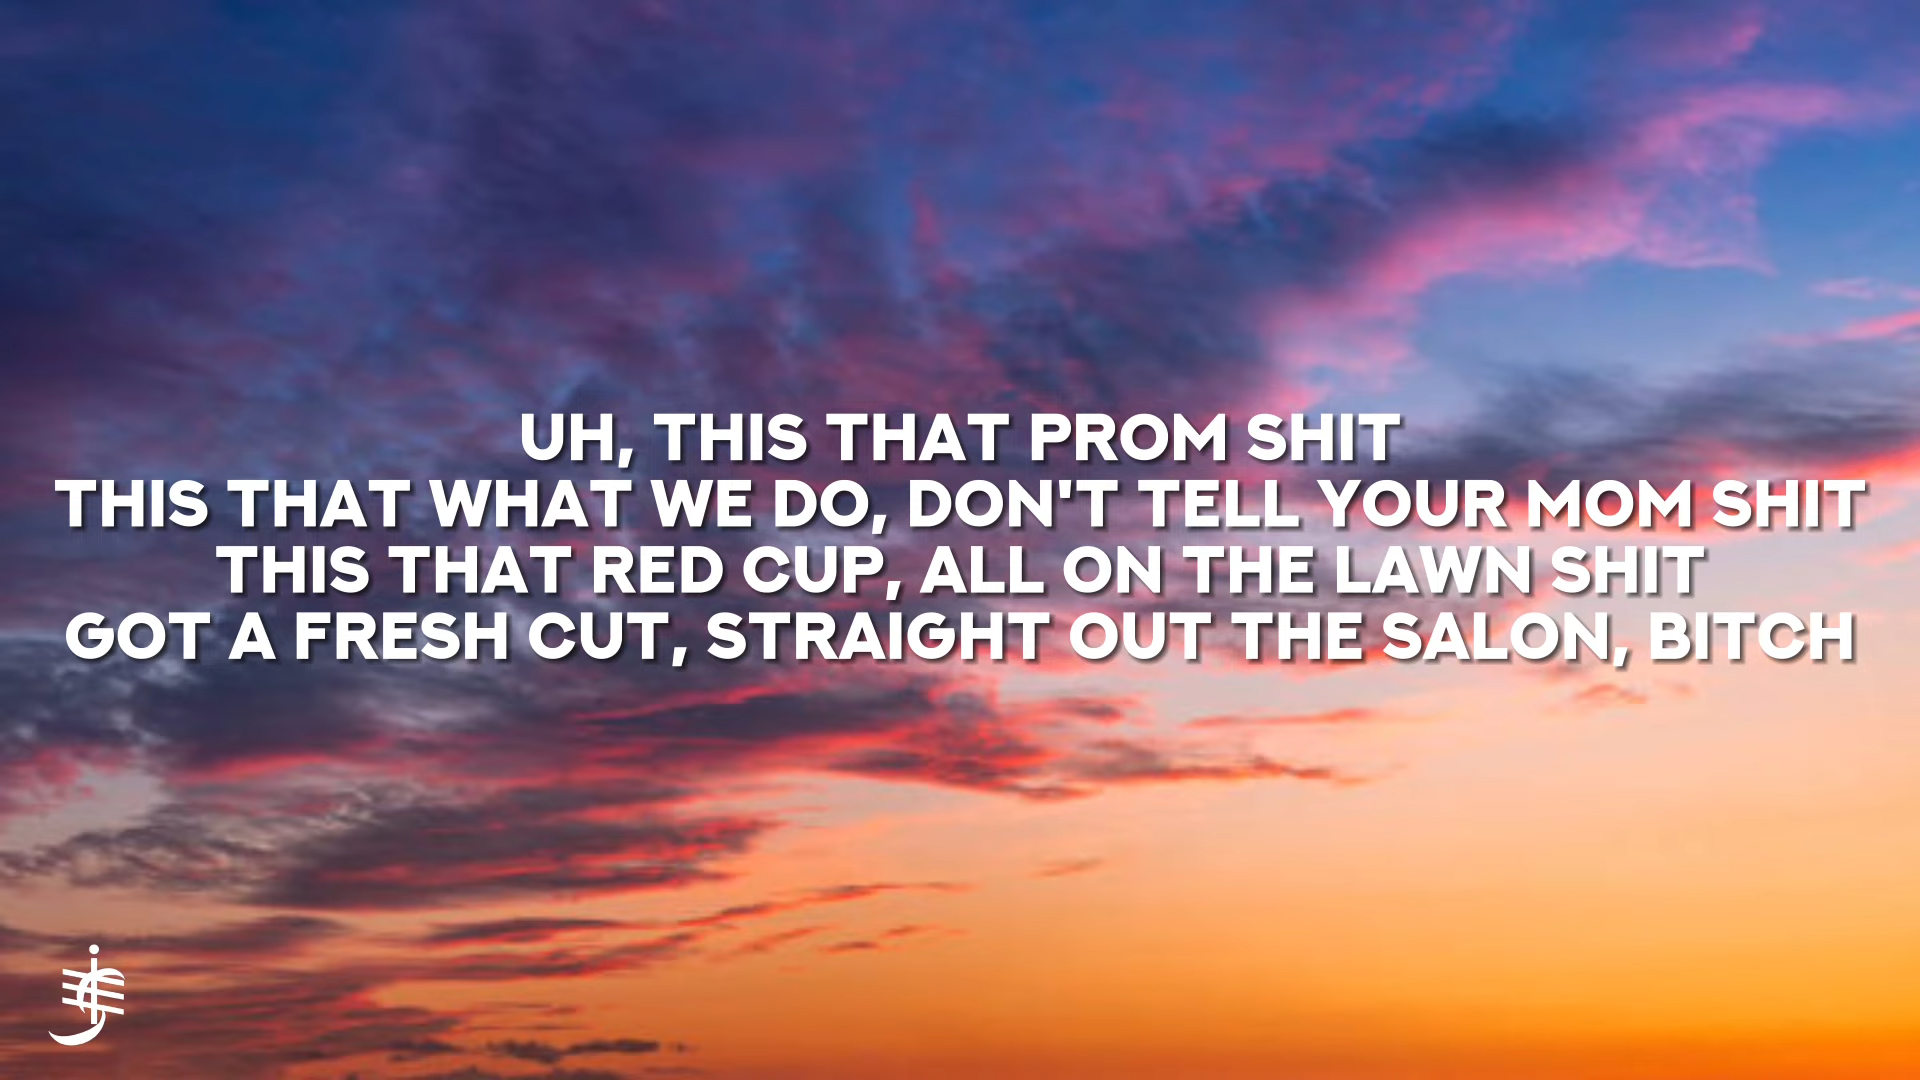 UH, THIS THAT PROM SHIT
THIS THAT WHAT WE DO, DON'T TELL YOUR MOM SHIT
THIS THAT RED CUP, ALL ON THE LAWN SHIT
GOT A FRESH CUT, STRAIGHT OUT THE SALON, BITCH